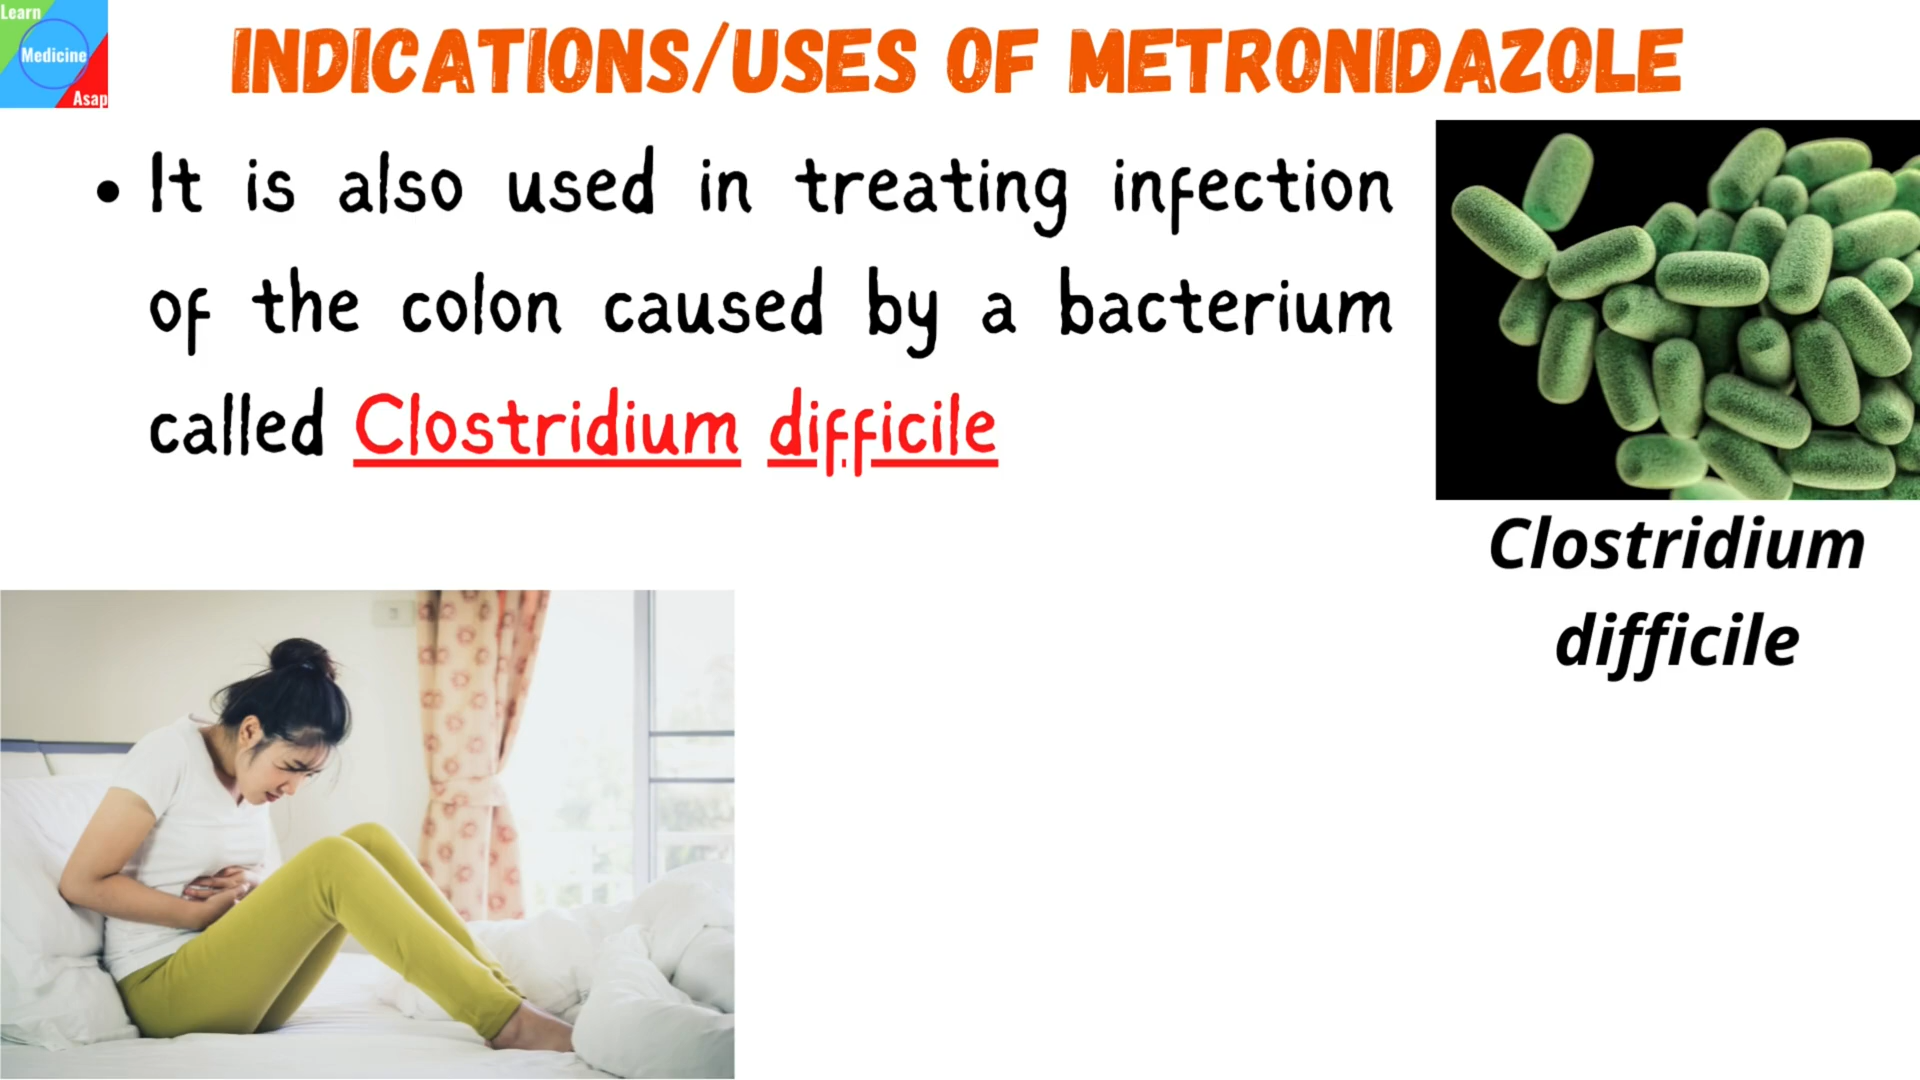 Learn
Medicine
Asap
INDICATIONS/USES OF METRONIDAZOLE
• It is also used in treating infection
of the colon caused by a bacterium
called Clostridium difficile
Clostridium
difficile